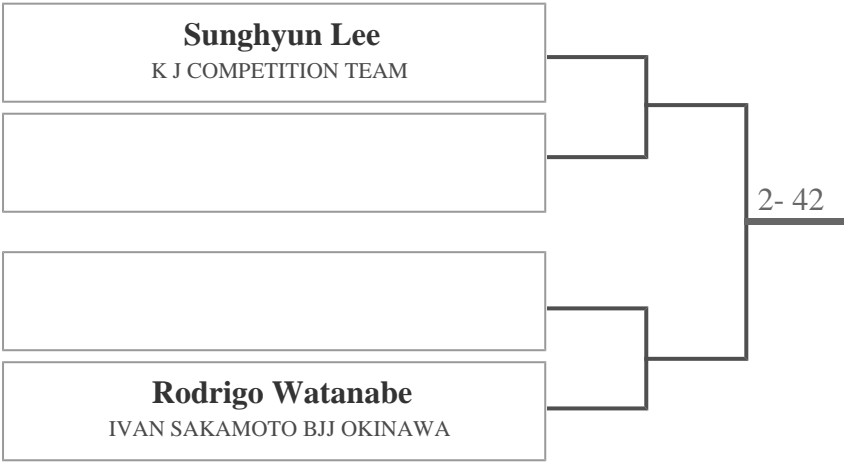 Sunghyun Lee
K J COMPETITION TEAM
2- 42
Rodrigo Watanabe
IVAN SAKAMOTO BJJ OKINAWA